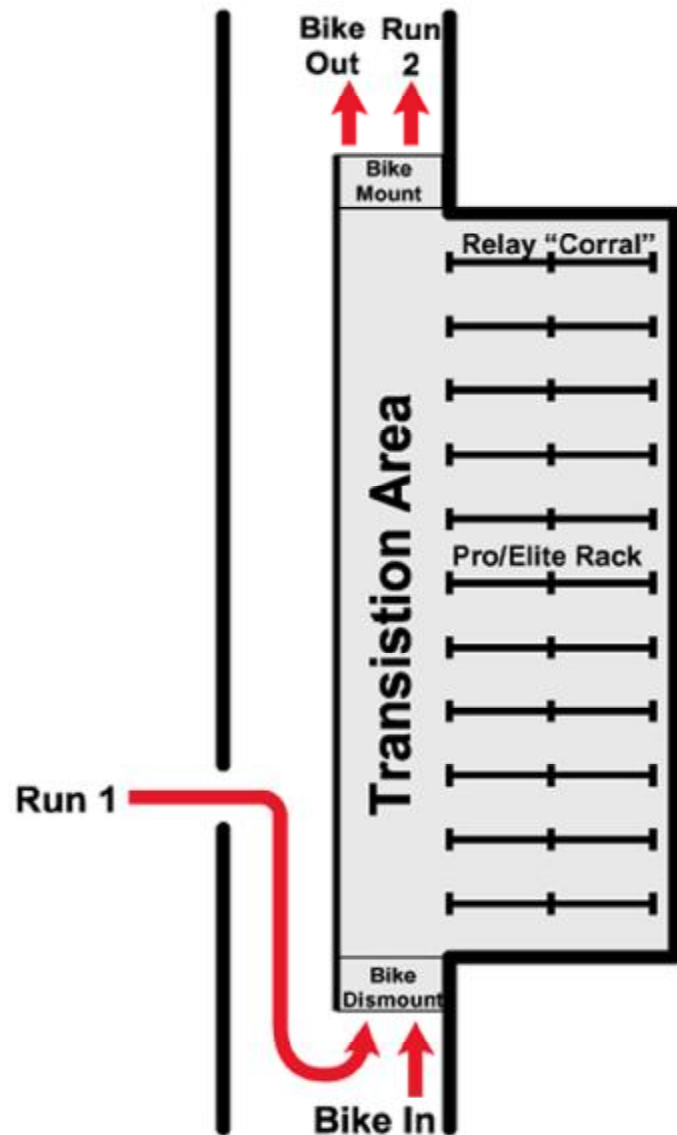 Bike Run
Out 2
Bike
Mount
Relay “Corral”
Transistion Area
Pro/Elite Rack
Run 1
Bike
Dismount
Bike In